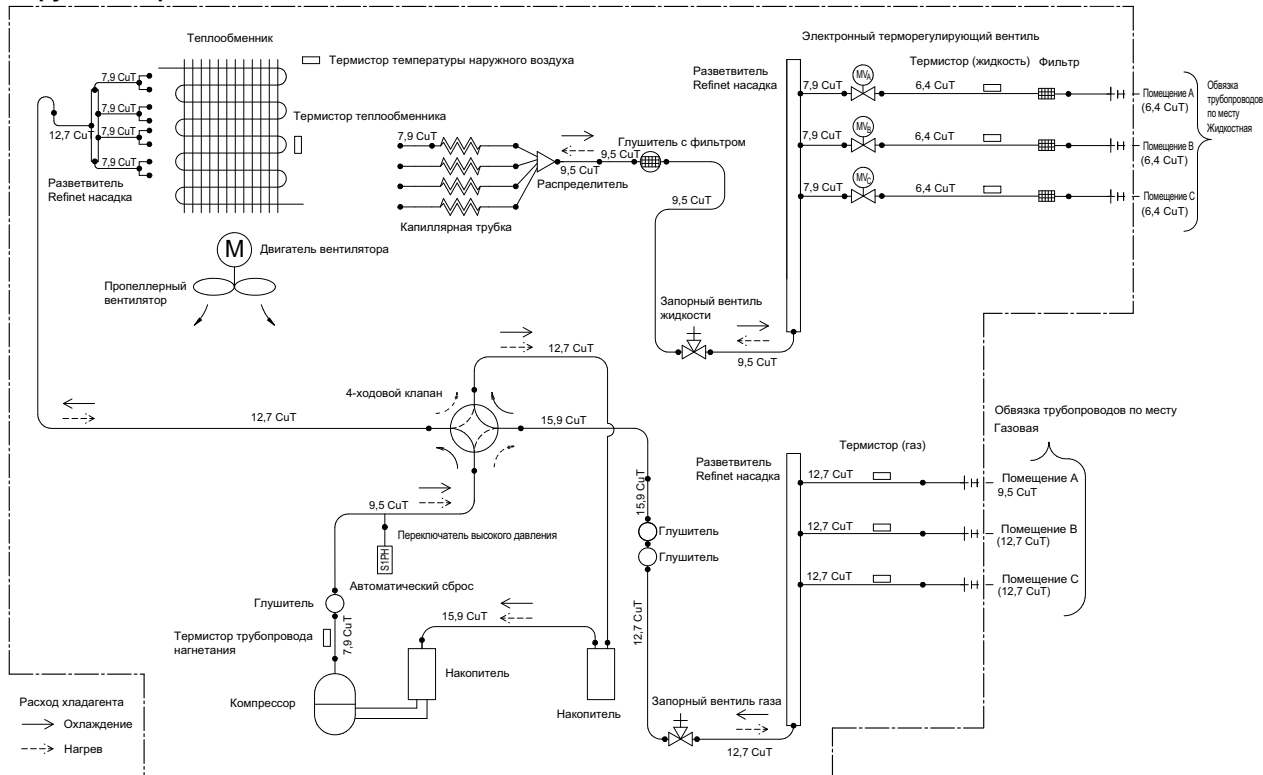 Теплообменник
Термистор температуры наружного воздуха
Электронный терморегулирующий вентиль
Разветвитель
Refinet насадка
Термистор (жидкость)
Фильтр
7,9 CuT
7,9 CuT
7,9 CuT
7,9 CuT
12,7 CuT
Разветвитель
Refinet насадка
Термистор теплообменника
7,9 CuT
Капиллярная трубка
Распределитель
9,5 CuT
9,5 CuT
Глушитель с фильтром
9,5 CuT
7,9 CuT
MVA
6,4 CuT
Помещение A
(6,4 CuT)
7,9 CuT
MVB
6,4 CuT
Помещение B
(6,4 CuT)
7,9 CuT
MVC
6,4 CuT
Помещение C
(6,4 CuT)
Обвязка
трубопроводов
по месту
Жидкостная
M
Двигатель вентилятора
Пропеллерный
вентилятор
Запорный вентиль
жидкости
9,5 CuT
12,7 CuT
4-ходовой клапан
12,7 CuT
15,9 CuT
Обвязка трубопроводов по месту
Газовая
Разветвитель
Refinet насадка
Термистор (газ)
12,7 CuT
Помещение A
9,5 CuT
12,7 CuT
Помещение B
(12,7 CuT)
12,7 CuT
Помещение C
(12,7 CuT)
9,5 CuT
15,9 CuT
Переключатель высокого давления
S1PH
Автоматический сброс
Глушитель
Глушитель
Глушитель
15,9 CuT
12,7 CuT
Термистор трубопровода
нагнетания
7,9 CuT
Накопитель
Компрессор
Накопитель
Запорный вентиль газа
12,7 CuT
Расход хладагента
Охлаждение
Нагрев